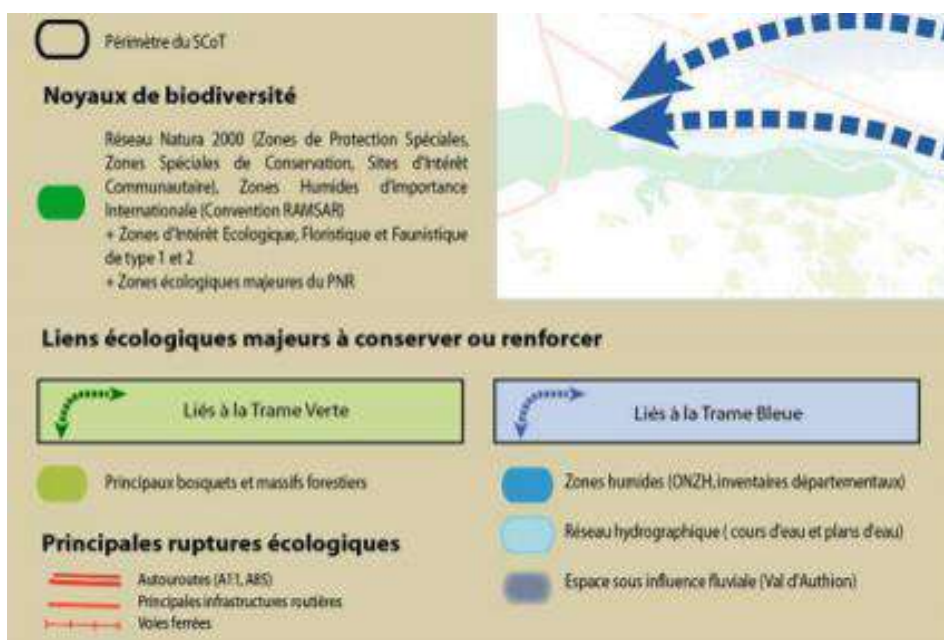 Périmètre du SCoT
Noyaux de biodiversité
Réseau Natura 2000 (Zones de Protection Spéciales,
Zones Spéciales de Conservation, Sites d'Intérêt
Communautaire), Zones Humides d'Importance
Internationale (Convention RAMSAR)
+ Zones d'Intérêt Ecologique, Floristique et Faunistique
de type 1 et 2
+ Zones écologiques majeures du PNR
Liens écologiques majeurs à conserver ou renforcer
Liés à la Trame Verte
Liés à la Trame Bleue
Principaux bosquets et massifs forestiers
Zones humides (ONZH, inventaires départementaux)
Réseau hydrographique ( cours d'eau et plans d'eau)
Espace sous influence fluviale (Val d'Authion)
Principales ruptures écologiques
Autoroutes (A11, A85)
Principales infrastructures routières
Voies ferrées